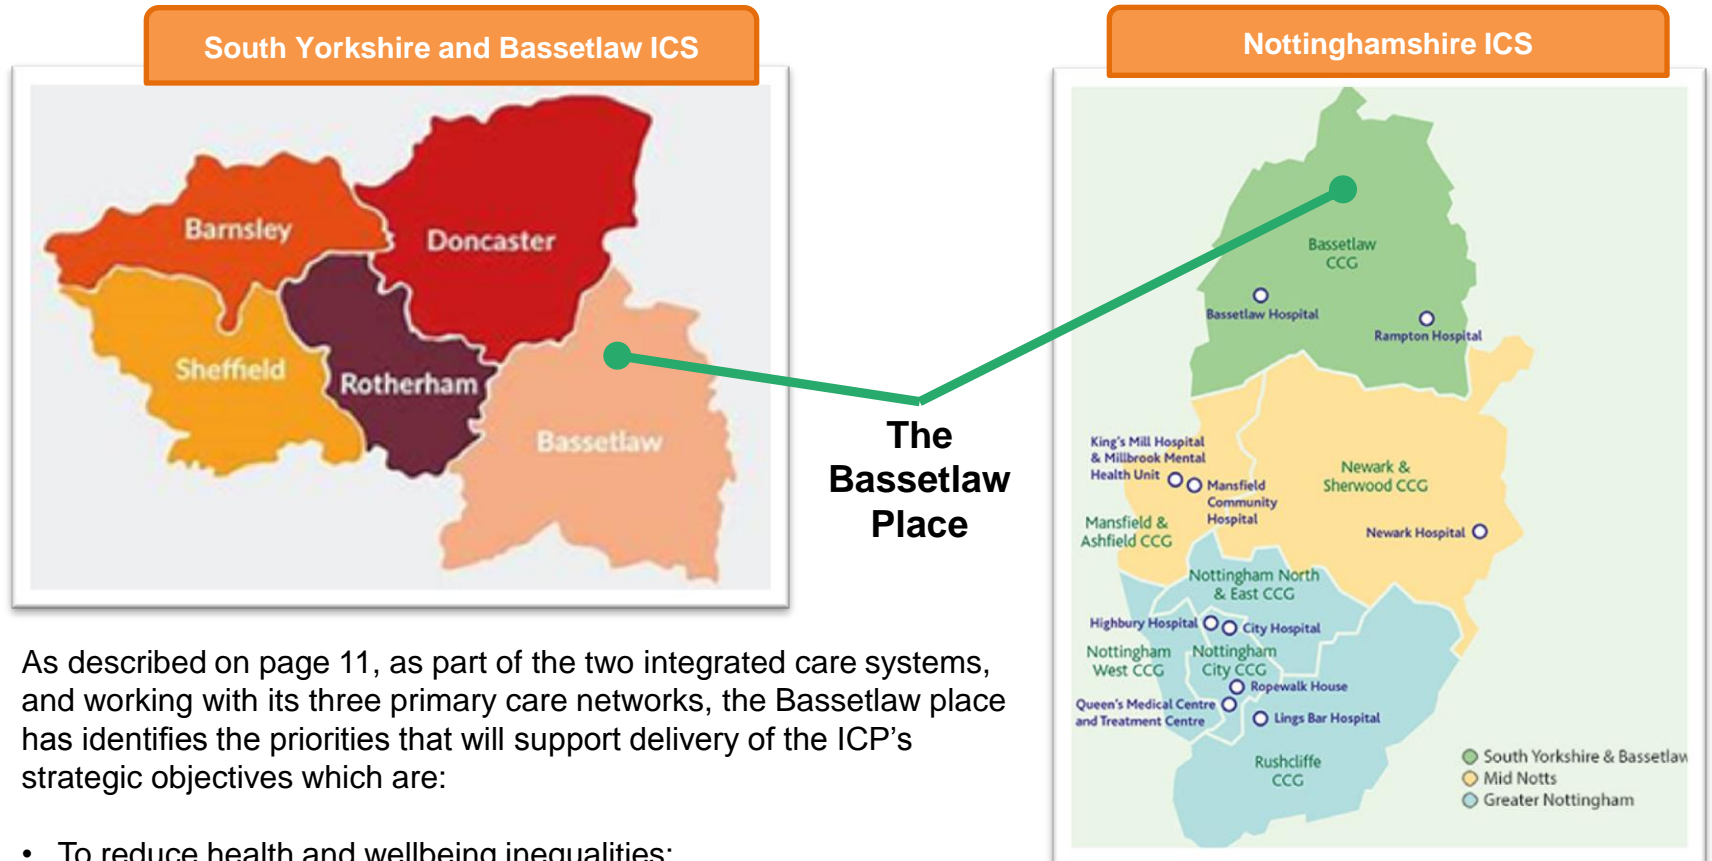 South Yorkshire and Bassetlaw ICS
Barnsley
Doncaster
Sheffield
Rotherham
Bassetlaw
The
Bassetlaw
Place
Nottinghamshire ICS
Bassetlaw
CCG
Bassetlaw Hospital
Rampton Hospital
King's Mill Hospital
& Millbrook Mental
Health Unit
Mansfield
Community
Hospital
Newark &
Sherwood CCG
Mansfield &
Ashfield CCG
Newark Hospital
Nottingham North
& East CCG
Highbury Hospital
City Hospital
Nottingham
West CCG
Nottingham
City CCG
Ropewalk House
Queen's Medical Centre
and Treatment Centre
Lings Bar Hospital
Rushcliffe
CCG
South Yorkshire & Bassetlaw
Mid Notts
Greater Nottingham
As described on page 11, as part of the two integrated care systems,
and working with its three primary care networks, the Bassetlaw place
has identifies the priorities that will support delivery of the ICP's
strategic objectives which are:
• To reduce health and wellbeing inequalities;